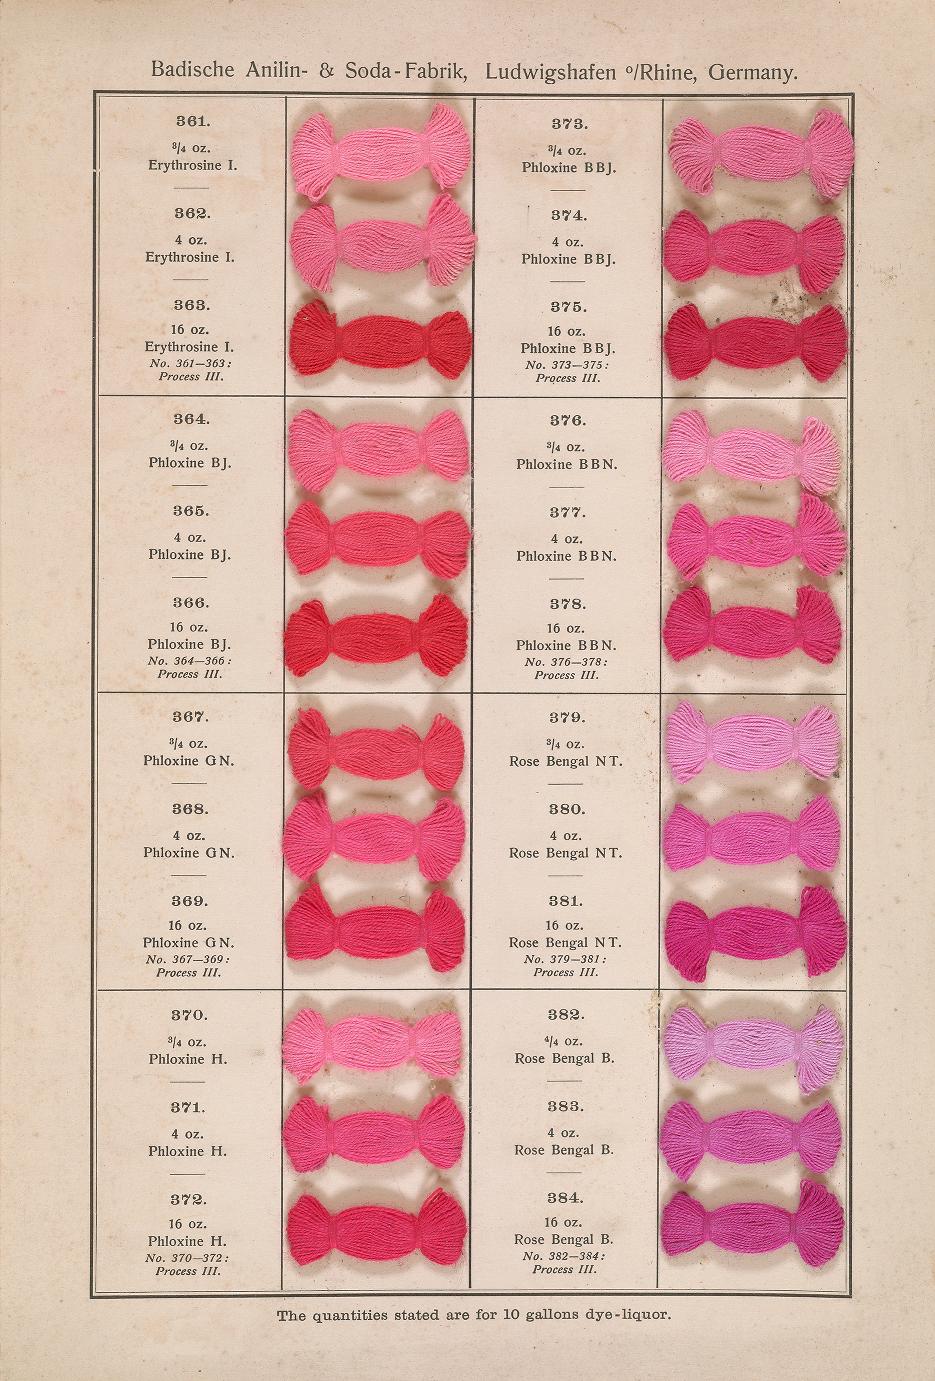 Badische Anilin- & Soda-Fabrik, Ludwigshafen o/Rhine, Germany.
361.
3/4 oz.
Erythrosine I.
362.
4 oz.
Erythrosine I.
363.
16 oz.
Erythrosine I.
No. 361—363:
Process III.
364.
3/4 oz.
Phloxine BJ.
365.
4 oz.
Phloxine BJ.
366.
16 oz.
Phloxine BJ.
No. 364—366:
Process III.
367.
3/4 oz.
Phloxine GN.
368.
4 oz.
Phloxine GN.
369.
16 oz.
Phloxine GN.
No. 367—369:
Process III.
370.
3/4 oz.
Phloxine H.
371.
4 oz.
Phloxine H.
372.
16 oz.
Phloxine H.
No. 370—372:
Process III.
373.
3/4 oz.
Phloxine BBJ.
374.
4 oz.
Phloxine BBJ.
375.
16 oz.
Phloxine BBJ.
No. 373—375:
Process III.
376.
3/4 oz.
Phloxine BBN.
377.
4 oz.
Phloxine BBN.
378.
16 oz.
Phloxine BBN.
No. 376—378:
Process III.
379.
3/4 oz.
Rose Bengal NT.
380.
4 oz.
Rose Bengal NT.
381.
16 oz.
Rose Bengal NT.
No. 379—381:
Process III.
382.
4/4 oz.
Rose Bengal B.
383.
4 oz.
Rose Bengal B.
384.
16 oz.
Rose Bengal B.
No. 382—384:
Process III.
The quantities stated are for 10 gallons dye-liquor.